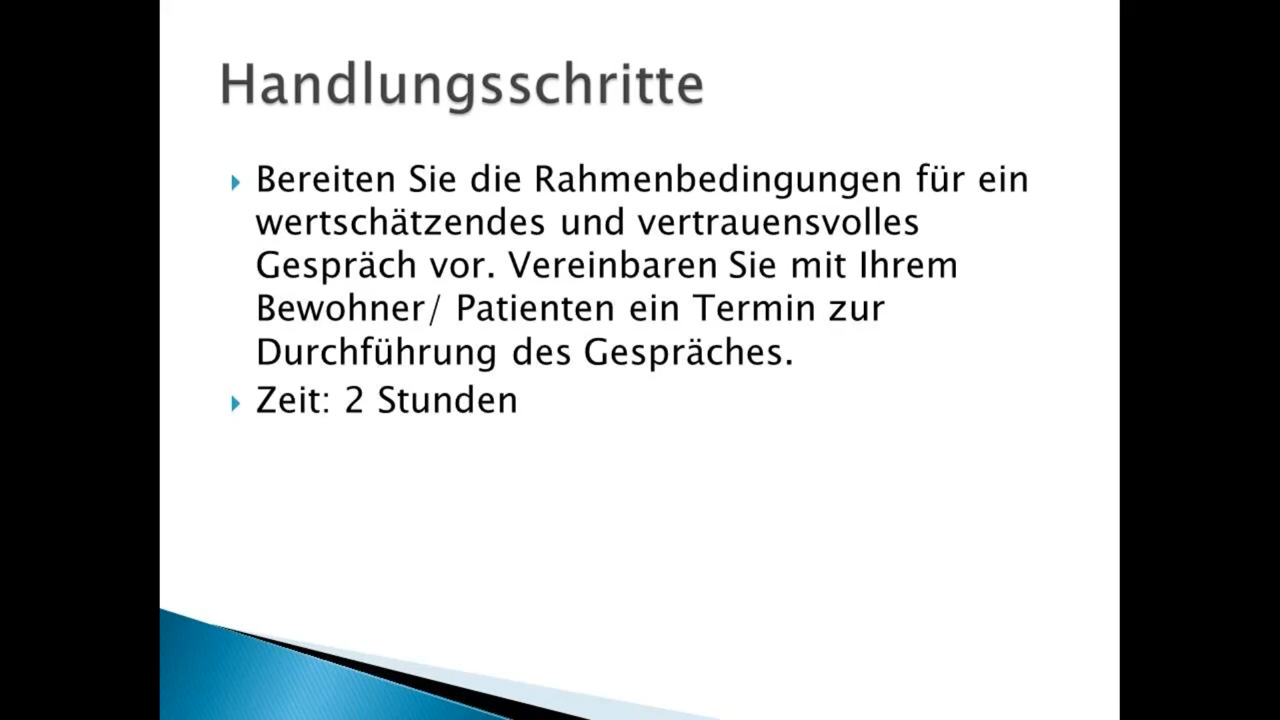 Handlungsschritte
Bereiten Sie die Rahmenbedingungen für ein
wertschätzendes und vertrauensvolles
Gespräch vor. Vereinbaren Sie mit Ihrem
Bewohner/ Patienten ein Termin zur
Durchführung des Gespräches.
Zeit: 2 Stunden